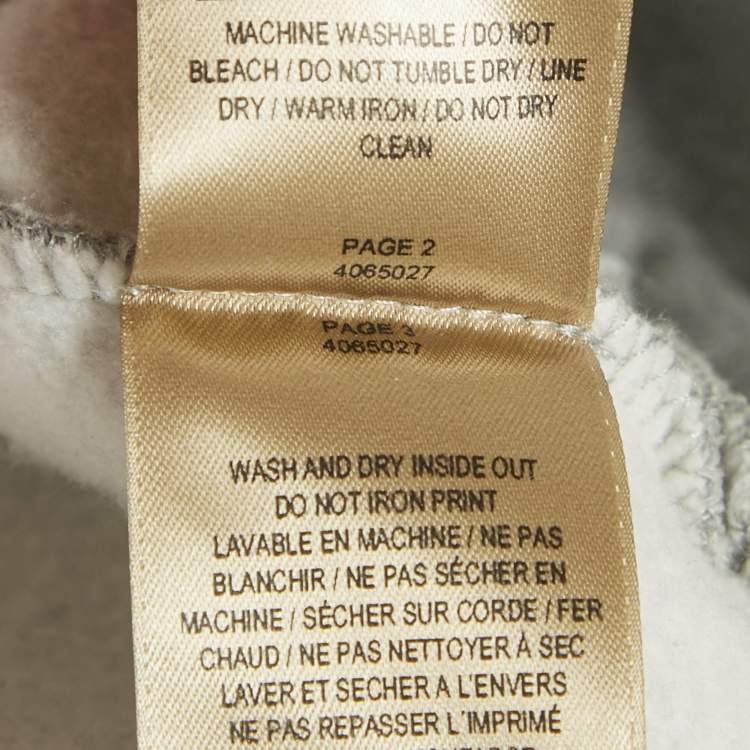 MACHINE WASHABLE / DO NOT
BLEACH / DO NOT TUMBLE DRY / LINE
DRY / WARM IRON / DO NOT DRY
CLEAN
PAGE 2
4065027
PAGE 3
4065027
WASH AND DRY INSIDE OUT
DO NOT IRON PRINT
LAVABLE EN MACHINE / NE PAS
BLANCHIR / NE PAS SÉCHER EN
MACHINE / SÉCHER SUR CORDE / FER
CHAUD / NE PAS NETTOYER À SEC
LAVER ET SECHER A L'ENVERS
NE PAS REPASSER L'IMPRIMÉ